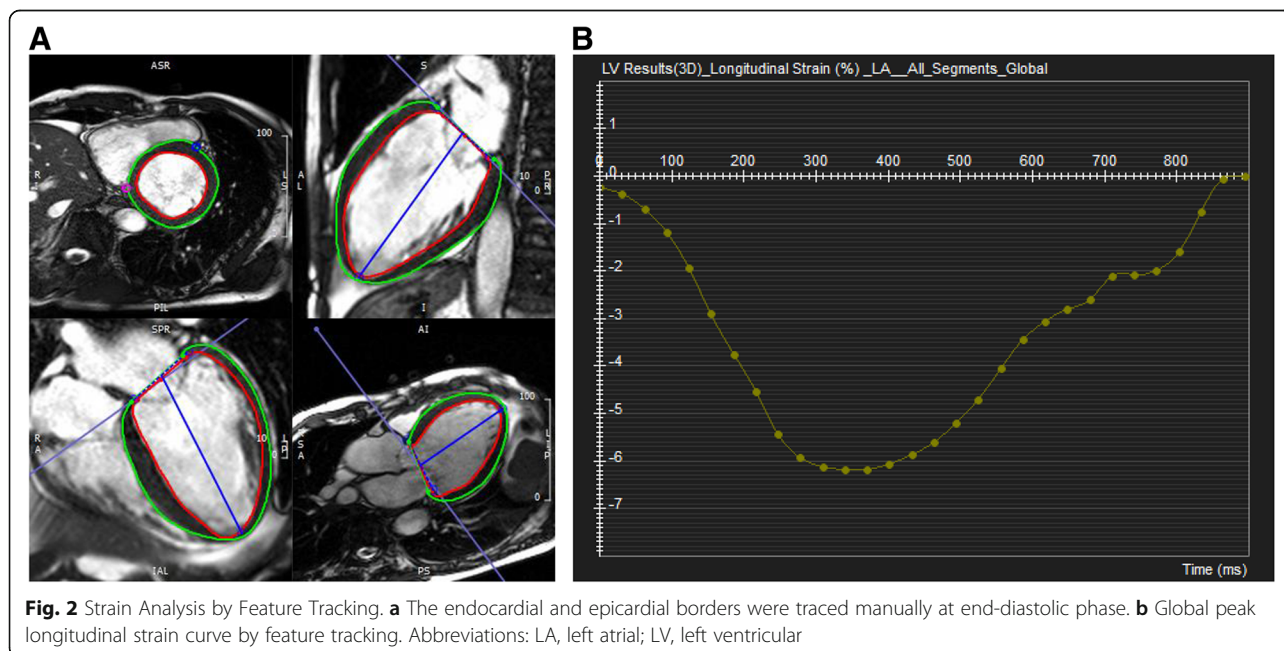 A
B
ASR
100
R I
L S
PIL
S
A L
P R
10
0
I
SPR
R A
10
0
L P
IAL
AI
100
0
PS
LV Results(3D)_Longitudinal Strain (%) _LA__All_Segments_Global
1
0 100 200 300 400 500 600 700 800
0
-1
-2
-3
-4
-5
-6
-7
Time (ms)
Fig. 2 Strain Analysis by Feature Tracking. a The endocardial and epicardial borders were traced manually at end-diastolic phase. b Global peak
longitudinal strain curve by feature tracking. Abbreviations: LA, left atrial; LV, left ventricular